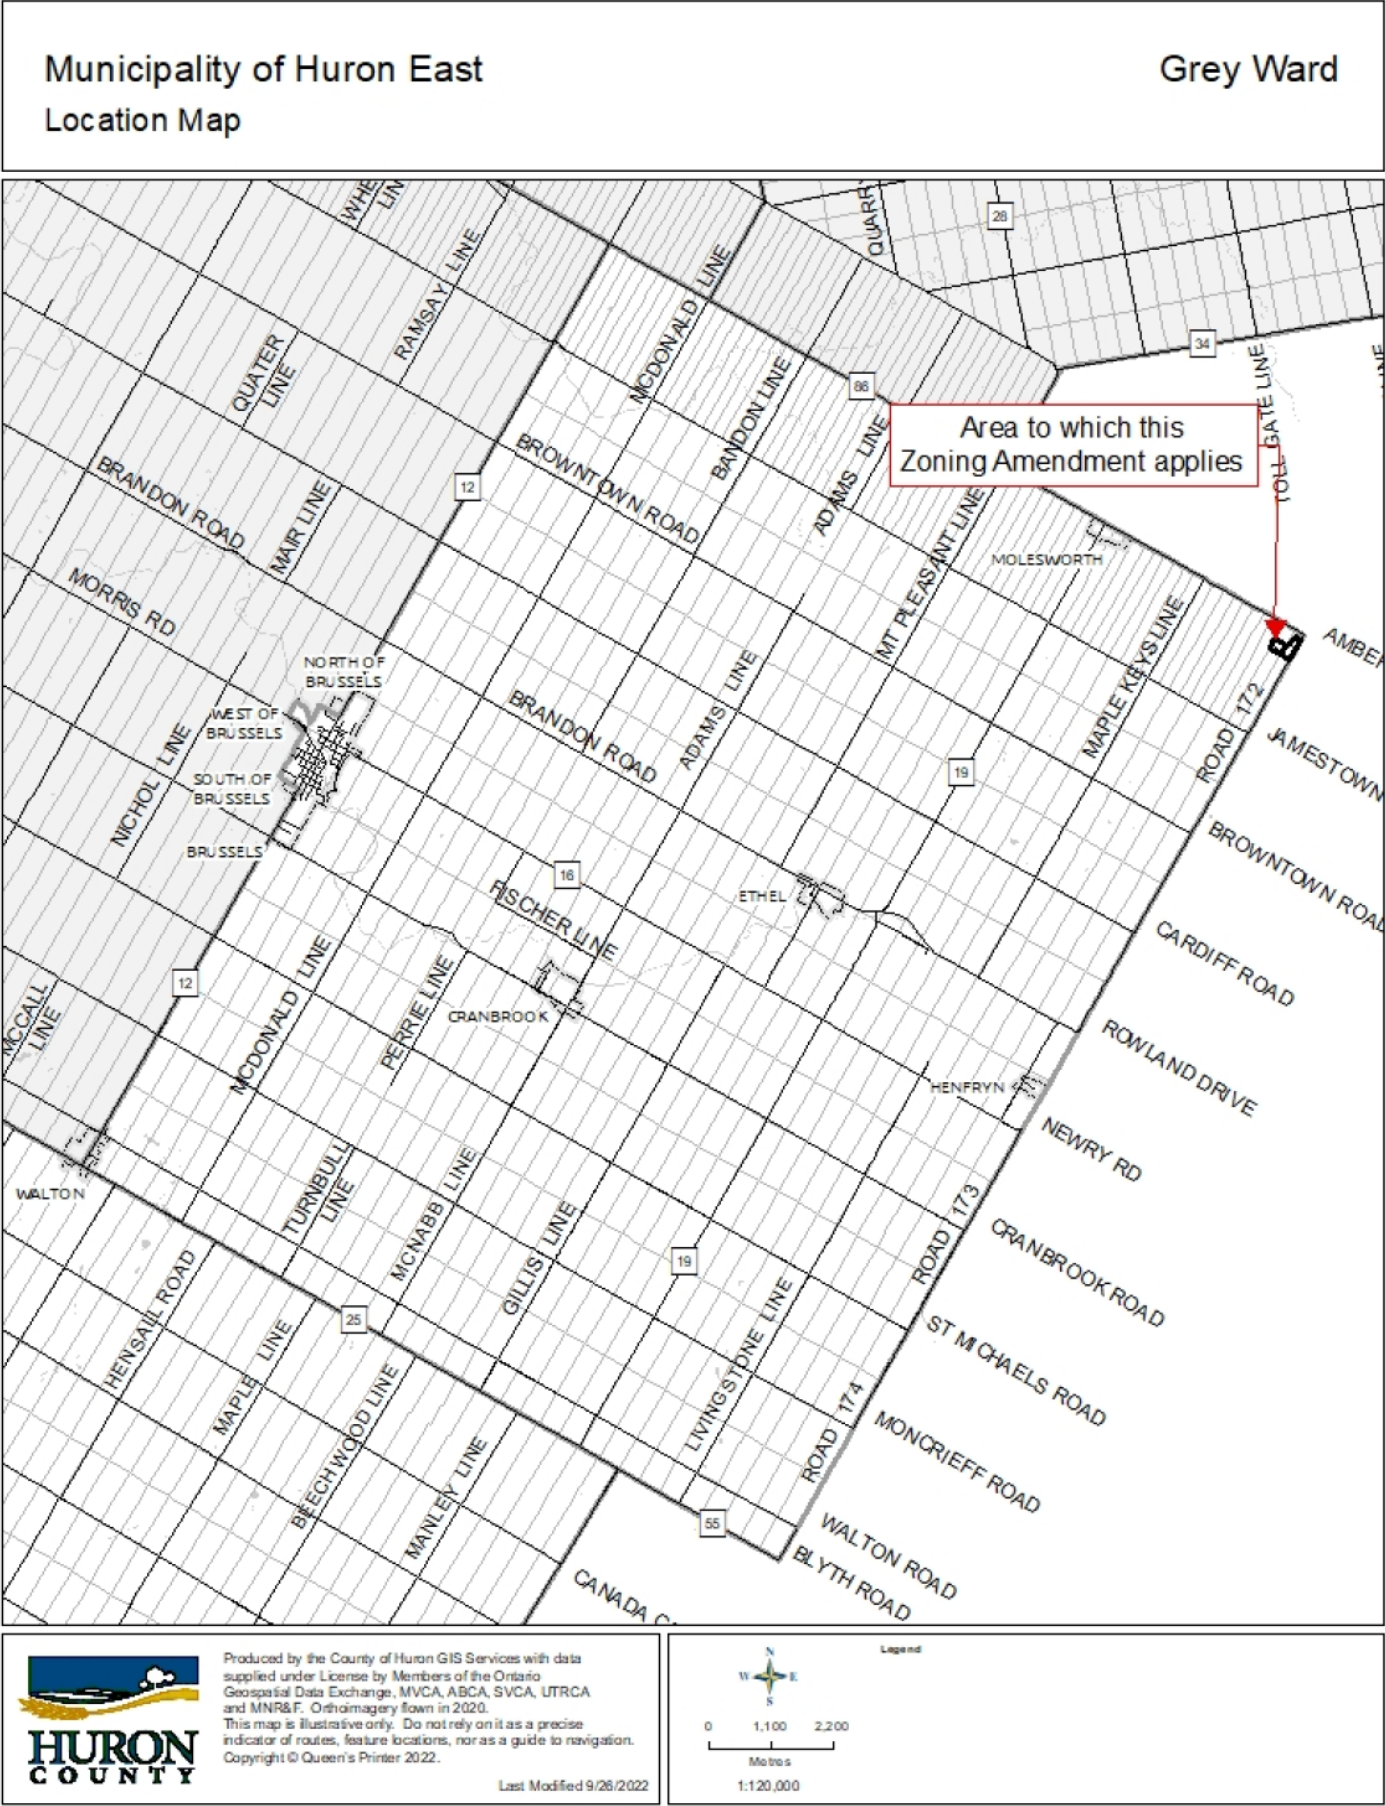 Municipality of Huron East
Grey Ward
Location Map
QUARRY
28
RAMSAY LINE
MCDONALD LINE
34
QUATER
LINE
BANDON LINE
86
TOLL GATE LINE
Area to which this
Zoning Amendment applies
ADAMS LINE
BROWNTOWN ROAD
12
BRANDON ROAD
MAIR LINE
MT PLEASANT LINE
MOLESWORTH
MORRIS RD
MAPLE KEYS LINE
NORTH OF
BRUSSELS
WEST OF
BRUSSELS
SOUTH OF
BRUSSELS
BRUSSELS
NICHOL LINE
BRANDON ROAD
ADAMS LINE
19
ROAD 172
JAMESTOWN
BROWNTOWN ROAD
16
FISCHER LINE
ETHEL
CARDIFF ROAD
12
MCDONALD LINE
PERRIE LINE
CRANBROOK
MCCALL
LINE
ROWLAND DRIVE
HENFRYN
NEWRY RD
WALTON
TURNBULL
LINE
MCNABB LINE
GILLIS LINE
19
ROAD 173
CRANBROOK ROAD
HENSALL ROAD
25
MAPLE LINE
BEECHWOOD LINE
LIVINGSTONE LINE
ST MICHAELS ROAD
ROAD 174
MONCRIEFF ROAD
MANLEY LINE
55
WALTON ROAD
BLYTH ROAD
CANADA
HURON
COUNTY
Produced by the County of Huron GIS Services with data
supplied under License by Members of the Ontario
Geospatial Data Exchange, MVCA, ABCA, SVCA, UTRCA
and MNR&F. Orthoimagery flown in 2020.
This map is illustrative only. Do not rely on it as a precise
indicator of routes, feature locations, nor as a guide to navigation.
Copyright © Queen's Printer 2022.
Last Modified 9/26/2022
N
W E
S
Legend
0 1,100 2,200
Metres
1:120,000